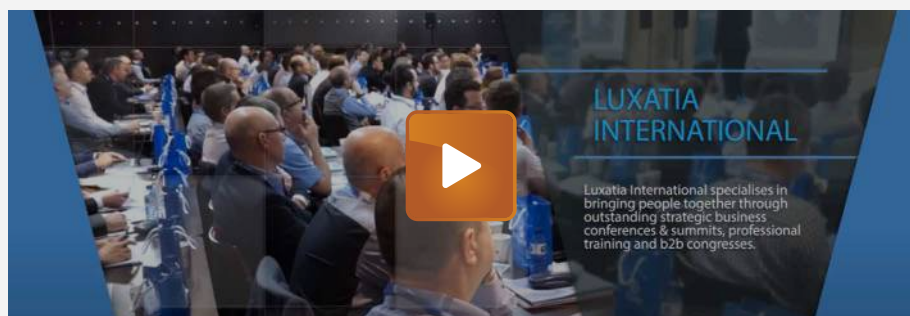 LUXATIA
INTERNATIONAL
Luxatia International specialises in
bringing people together through
outstanding strategic business
conferences & summits, professional
training and b2b congresses.